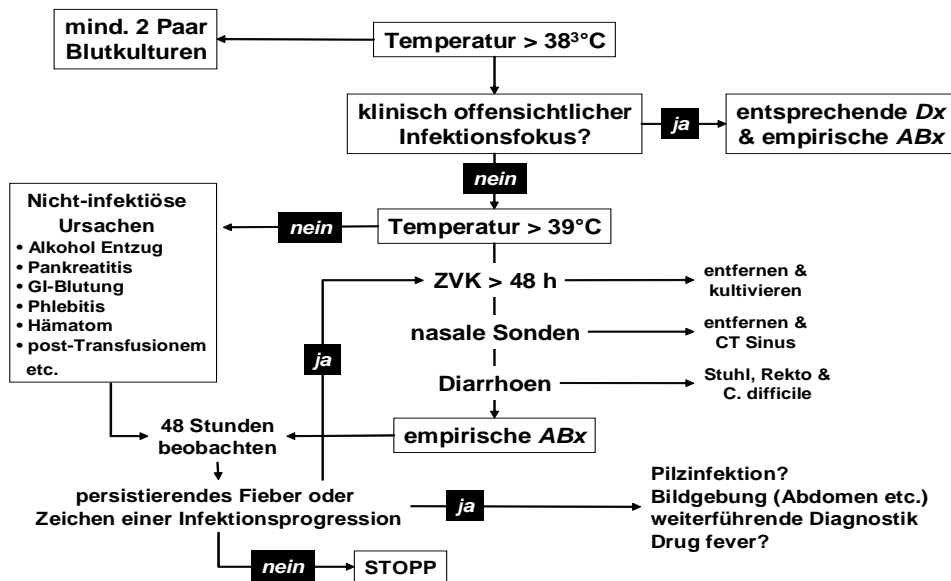 mind. 2 Paar
Blutkulturen
Temperatur > 38³°C
klinisch offensichtlicher
Infektionsfokus?
ja
entsprechende Dx
& empirische ABx
nein
Nicht-infektiöse
Ursachen
• Alkohol Entzug
• Pankreatitis
• GI-Blutung
• Phlebitis
• Hämatom
• post-Transfusionem
etc.
nein
Temperatur > 39°C
ZVK > 48 h
entfernen &
kultivieren
nasale Sonden
entfernen &
CT Sinus
ja
Diarrhoen
Stuhl, Rekto &
C. difficile
48 Stunden
beobachten
empirische ABx
persistierendes Fieber oder
Zeichen einer Infektionsprogression
ja
Pilzinfektion?
Bildgebung (Abdomen etc.)
weiterführende Diagnostik
Drug fever?
nein
STOPP